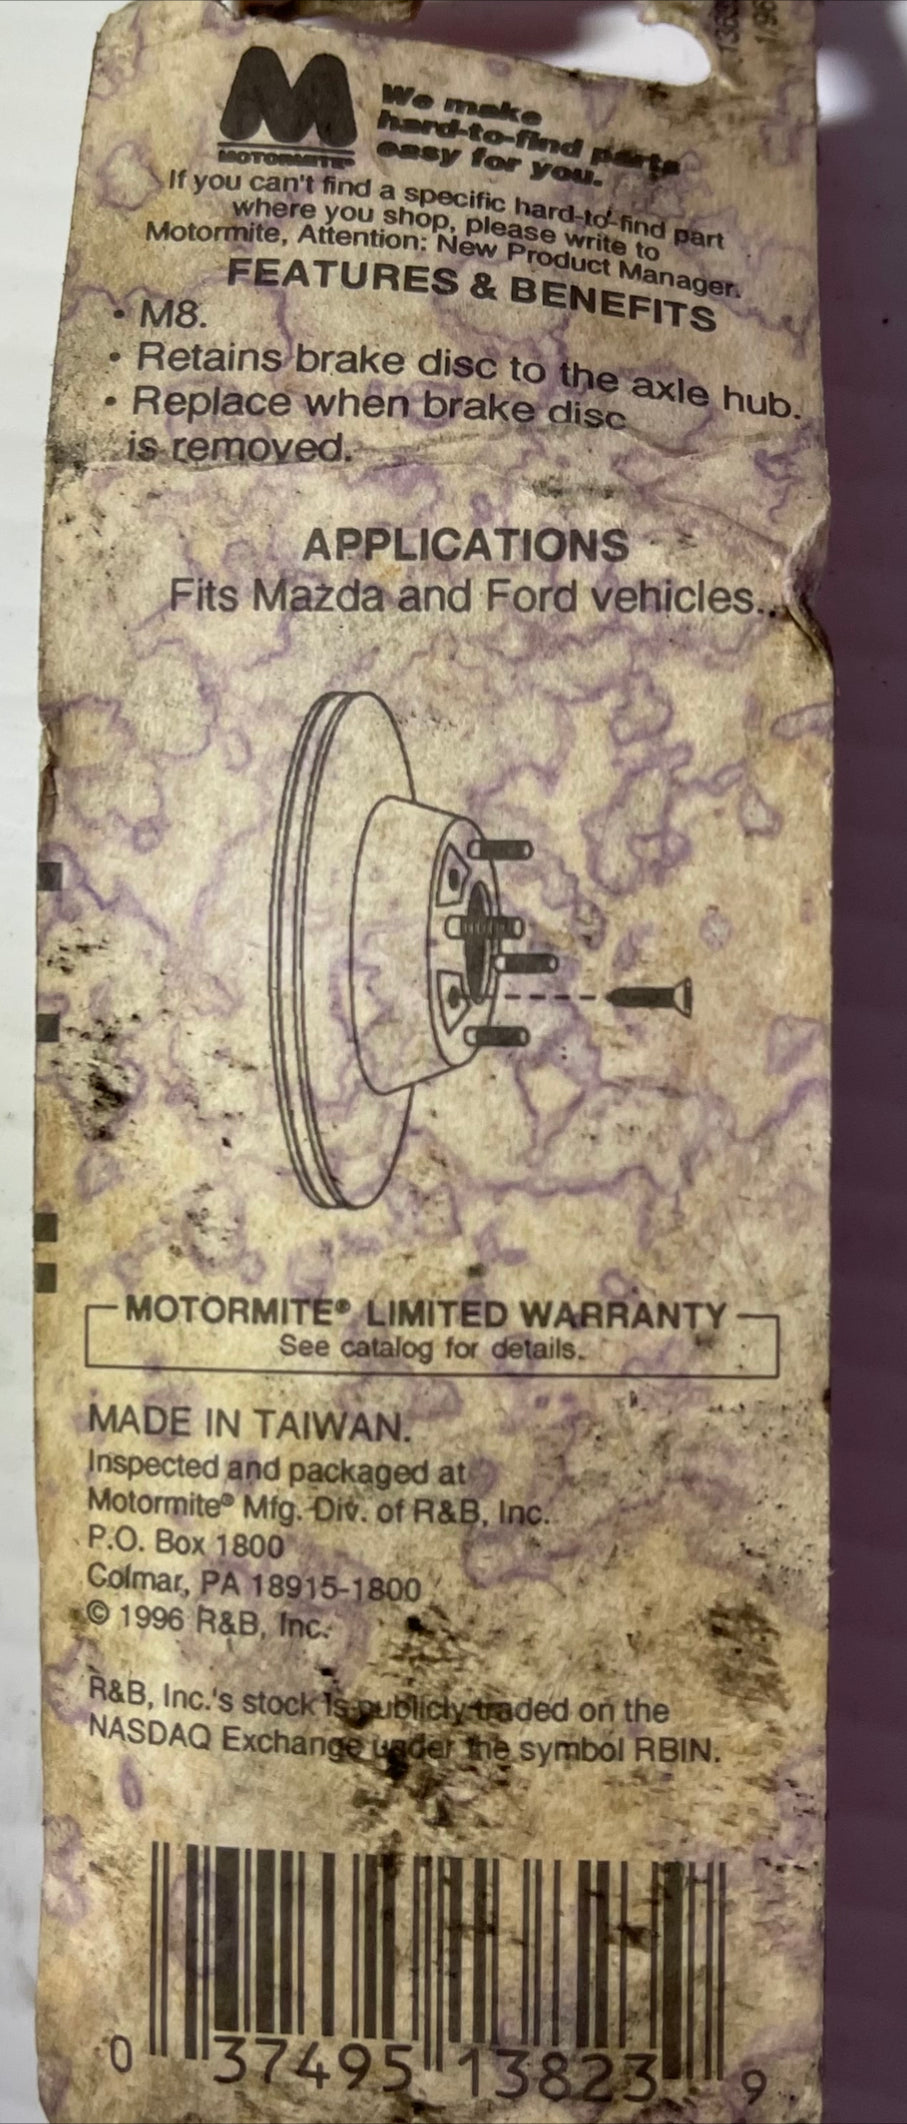 MOTORMITE®
We make
hard-to-find parts
easy for you.
If you can't find a specific hard-to-find part
where you shop, please write to
Motormite, Attention: New Product Manager.
FEATURES & BENEFITS
• M8.
• Retains brake disc to the axle hub.
• Replace when brake disc
is removed.
APPLICATIONS
Fits Mazda and Ford vehicles.
MOTORMITE® LIMITED WARRANTY
See catalog for details.
MADE IN TAIWAN.
Inspected and packaged at
Motormite® Mfg. Div. of R&B, Inc.
P.O. Box 1800
Colmar, PA 18915-1800
© 1996 R&B, Inc.
R&B, Inc.'s stock is publicly traded on the
NASDAQ Exchange under the symbol RBIN.
0 37495 13823 9